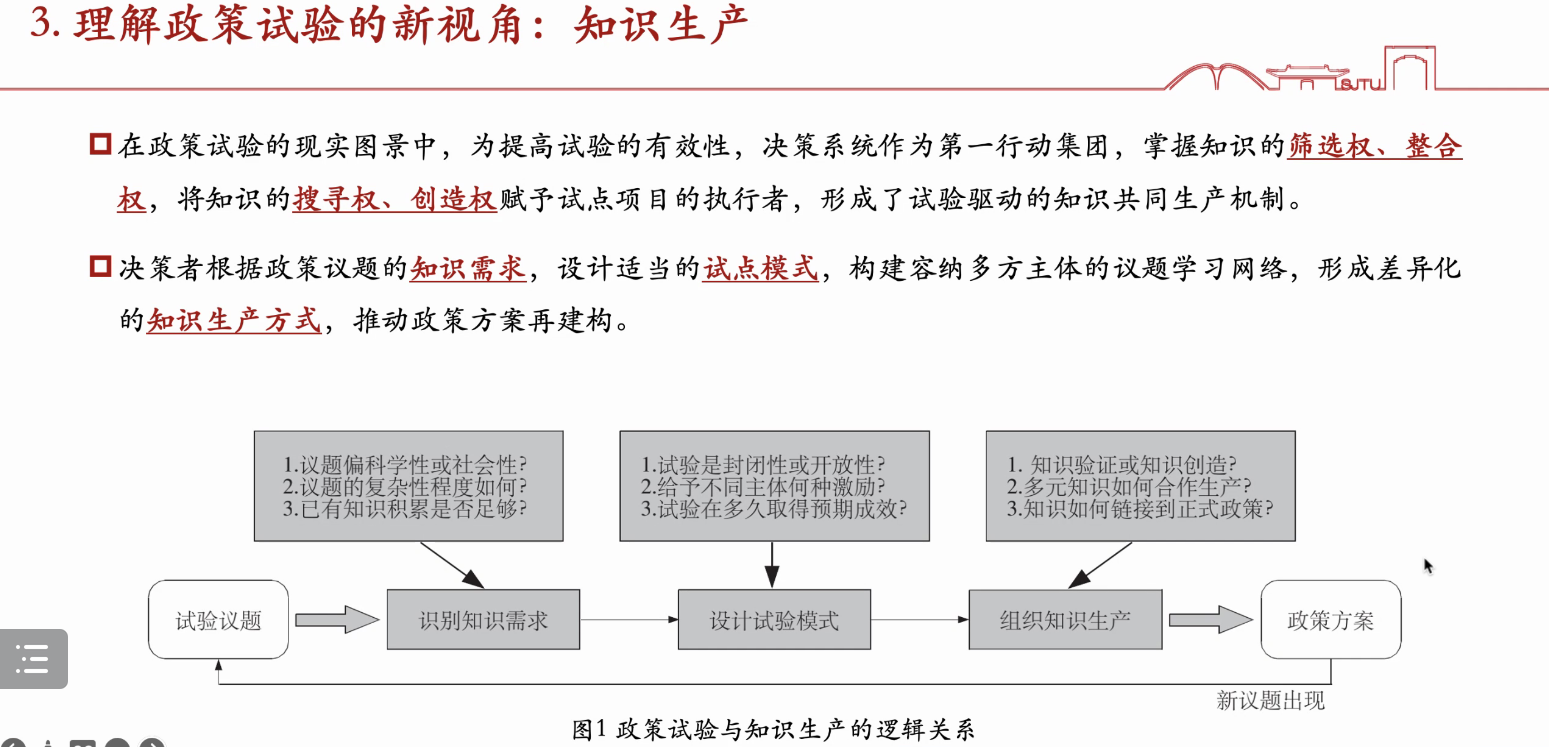 3. 理解政策试验的新视角：知识生产
SJTU
在政策试验的现实图景中，为提高试验的有效性，决策系统作为第一行动集团，掌握知识的筛选权、整合
权，将知识的搜寻权、创造权赋予试点项目的执行者，形成了试验驱动的知识共同生产机制。
决策者根据政策议题的知识需求，设计适当的试点模式，构建容纳多方主体的议题学习网络，形成差异化
的知识生产方式，推动政策方案再建构。
1.议题偏科学性或社会性?
2.议题的复杂性程度如何?
3.已有知识积累是否足够?
1.试验是封闭性或开放性?
2.给予不同主体何种激励?
3.试验在多久取得预期成效?
1. 知识验证或知识创造?
2.多元知识如何合作生产?
3.知识如何链接到正式政策?
试验议题
识别知识需求
设计试验模式
组织知识生产
政策方案
新议题出现
图1 政策试验与知识生产的逻辑关系